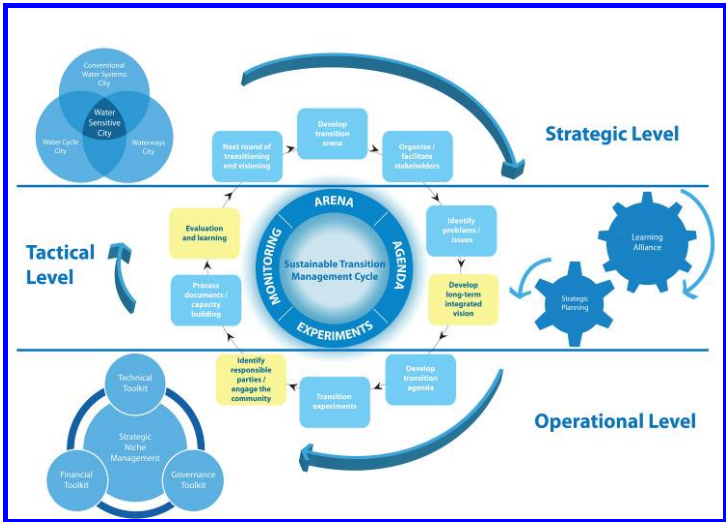 Conventional
Water Systems
City
Water
Sensitive
City
Water Cycle
City
Waterways
City
Develop
transition
arena
Next round of
transitioning
and visioning
Organise /
facilitate
stakeholders
Strategic Level
Tactical
Level
Evaluation
and learning
Identify
problems /
issues
Process
documents /
capacity
building
Develop
long-term
integrated
vision
ARENA
AGENDA
EXPERIMENTS
MONITORING
Sustainable Transition
Management Cycle
Learning
Alliance
Strategic
Planning
Identify
responsible
parties /
engage the
community
Transition
experiments
Develop
transition
agenda
Operational Level
Technical
Toolkit
Strategic
Niche
Management
Financial
Toolkit
Governance
Toolkit